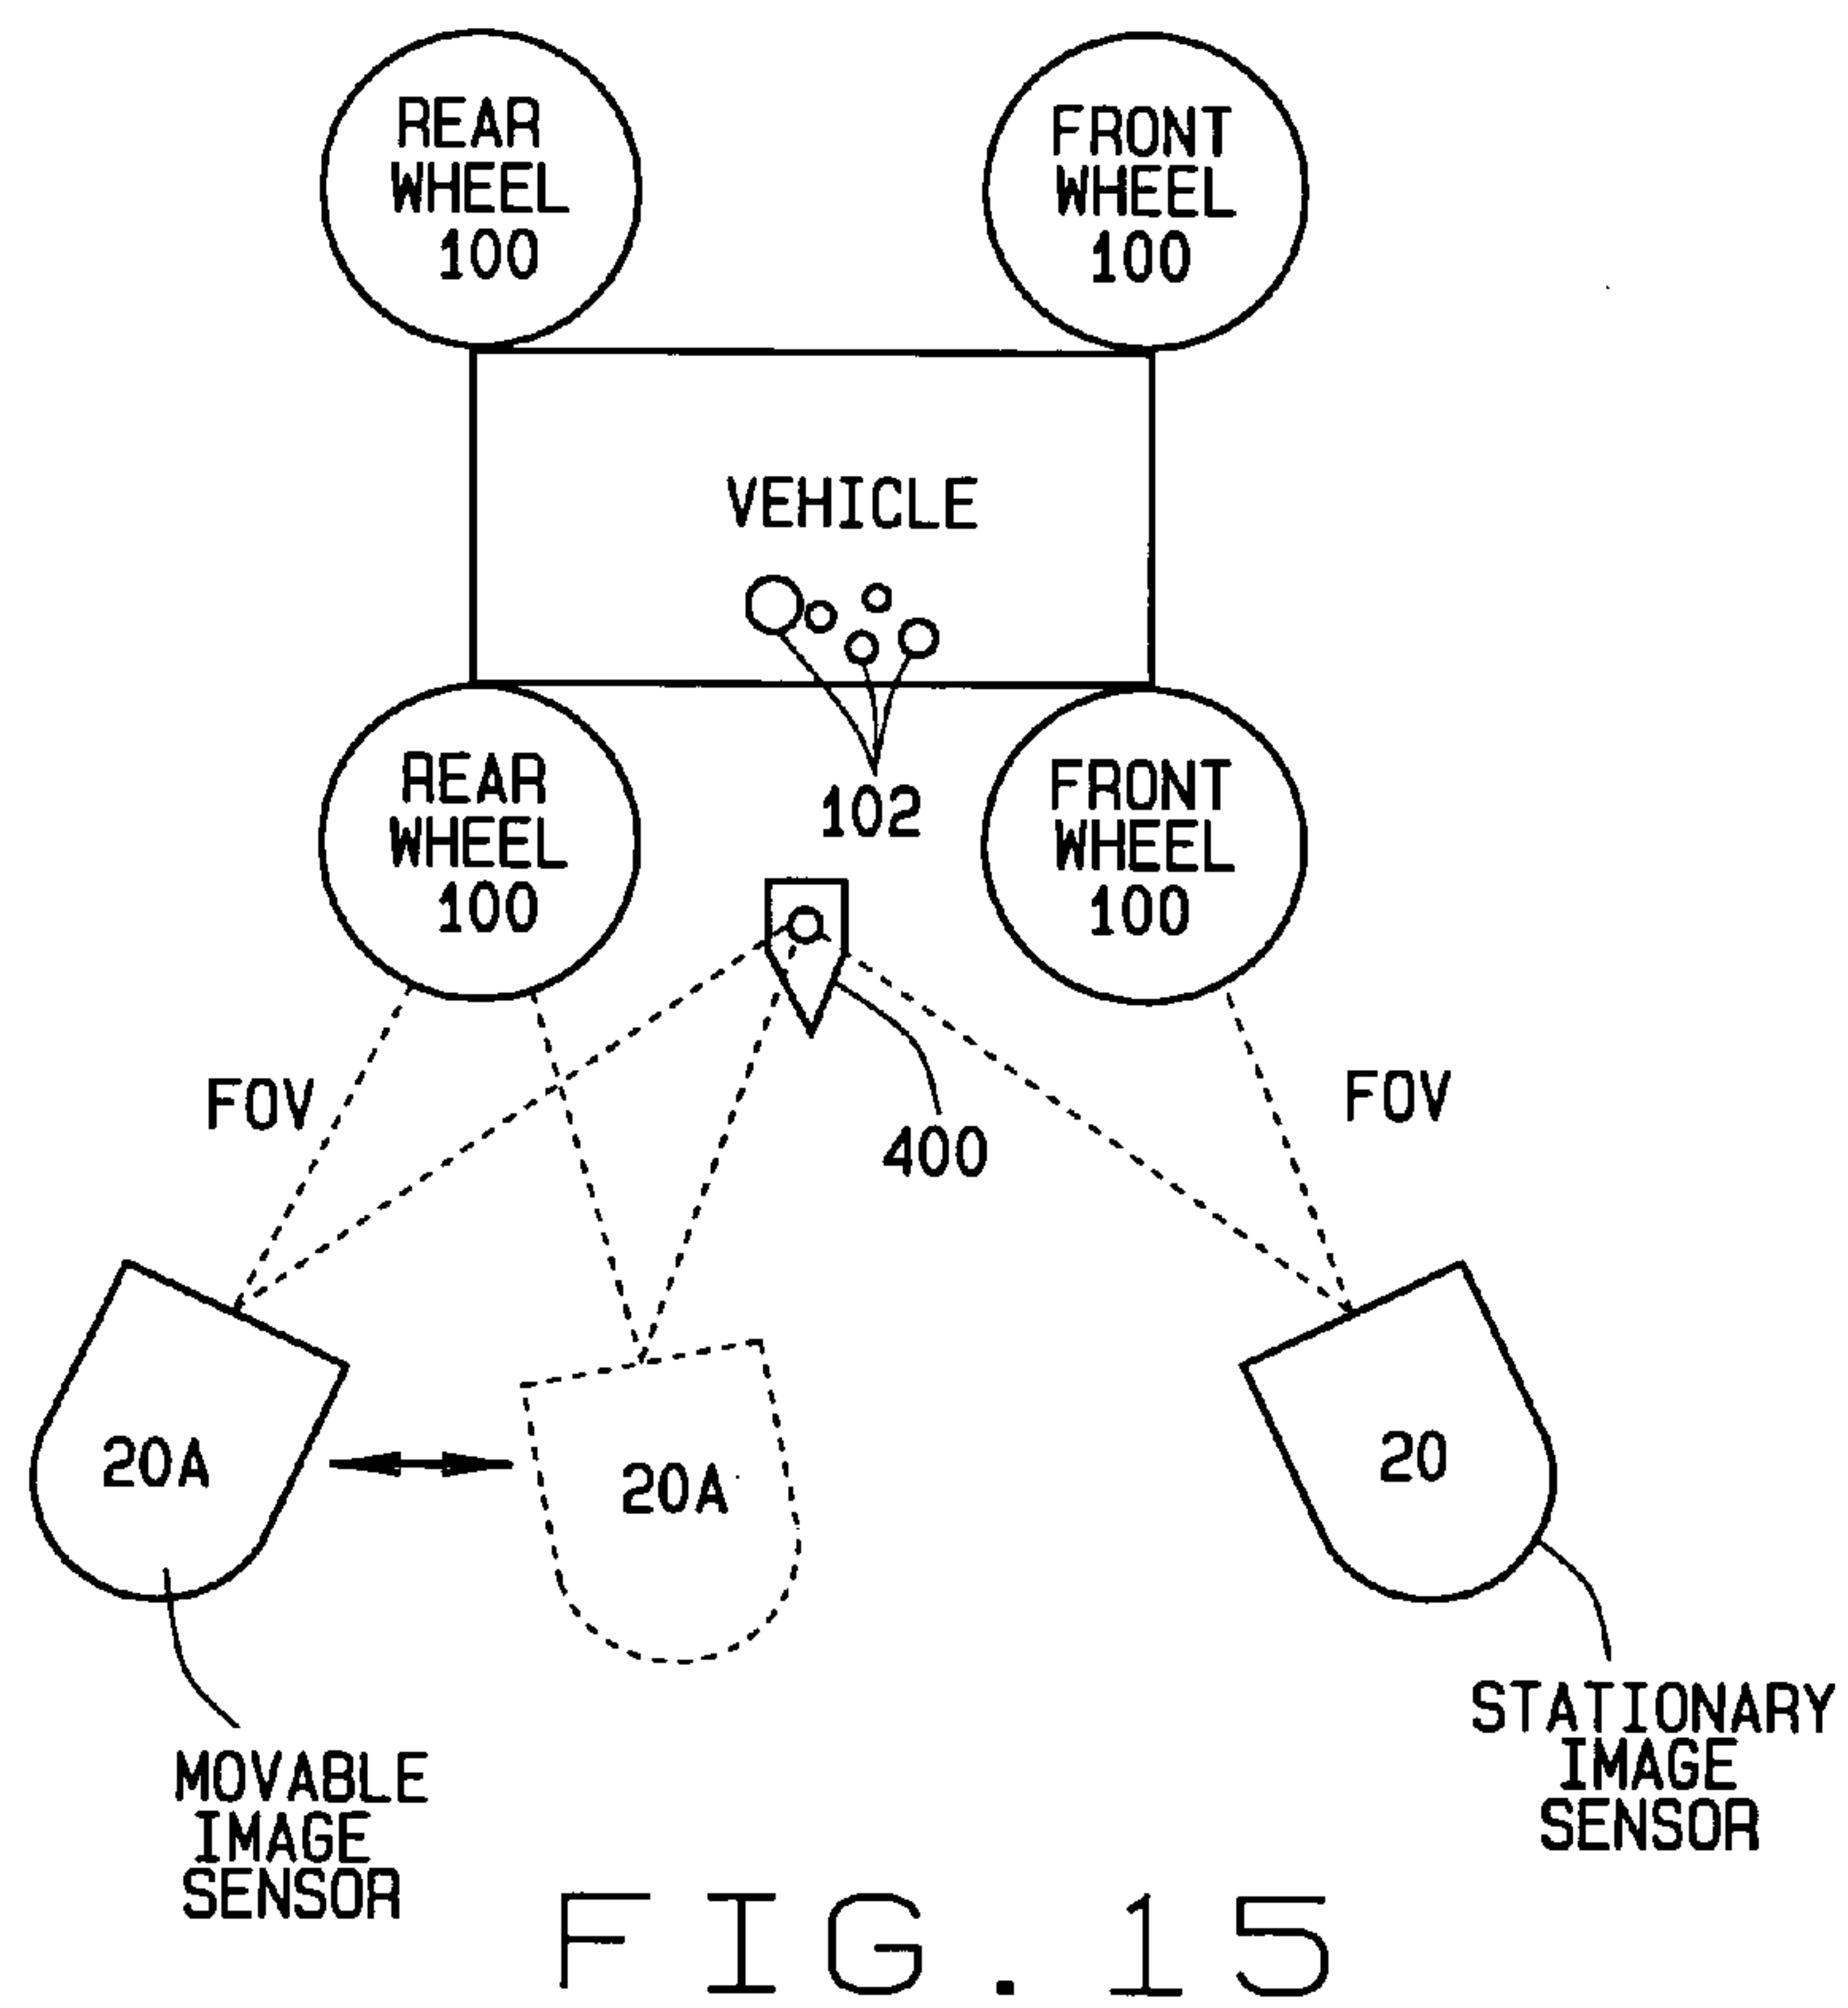 REAR
WHEEL
100
FRONT
WHEEL
100
VEHICLE
102
REAR
WHEEL
100
FRONT
WHEEL
100
FOV
FOV
400
20A
20A
20
MOVABLE
IMAGE
SENSOR
STATIONARY
IMAGE
SENSOR
FIG. 15